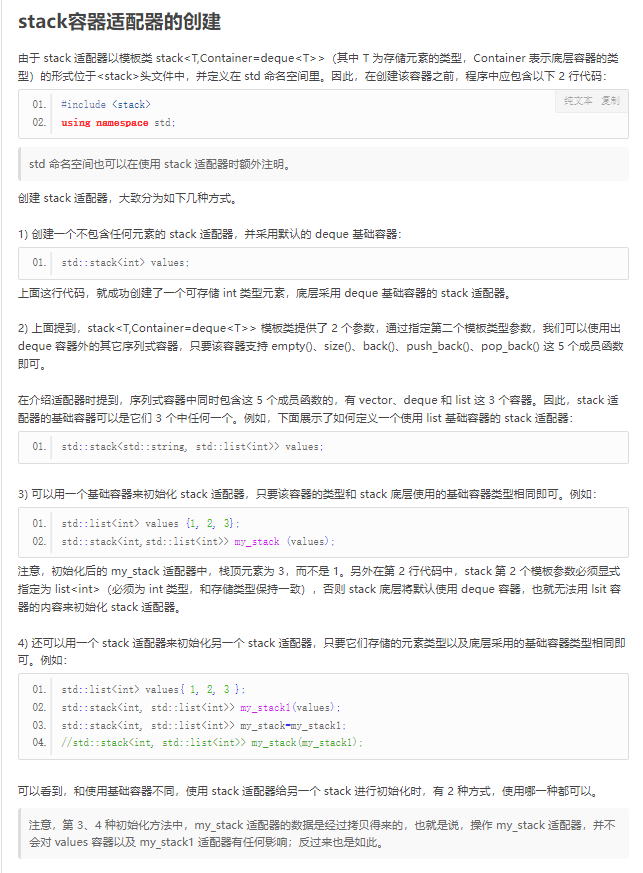 stack容器适配器的创建
由于 stack 适配器以模板类 stack<T,Container=deque<T>>（其中 T 为存储元素的类型，Container 表示底层容器的类
型）的形式位于<stack>头文件中，并定义在 std 命名空间里。因此，在创建该容器之前，程序中应包含以下 2 行代码：
纯文本 复制
01. #include <stack>
02. using namespace std;
std 命名空间也可以在使用 stack 适配器时额外注明。
创建 stack 适配器，大致分为如下几种方式。
1) 创建一个不包含任何元素的 stack 适配器，并采用默认的 deque 基础容器：
01. std::stack<int> values;
上面这行代码，就成功创建了一个可存储 int 类型元素，底层采用 deque 基础容器的 stack 适配器。
2) 上面提到，stack<T,Container=deque<T>> 模板类提供了 2 个参数，通过指定第二个模板类型参数，我们可以使用出
deque 容器外的其它序列式容器，只要该容器支持 empty()、size()、back()、push_back()、pop_back() 这 5 个成员函数
即可。
在介绍适配器时提到，序列式容器中同时包含这 5 个成员函数的，有 vector、deque 和 list 这 3 个容器。因此，stack 适
配器的基础容器可以是它们 3 个中任何一个。例如，下面展示了如何定义一个使用 list 基础容器的 stack 适配器：
01. std::stack<std::string, std::list<int>> values;
3) 可以用一个基础容器来初始化 stack 适配器，只要该容器的类型和 stack 底层使用的基础容器类型相同即可。例如：
01. std::list<int> values {1, 2, 3};
02. std::stack<int,std::list<int>> my_stack (values);
注意，初始化后的 my_stack 适配器中，栈顶元素为 3，而不是 1。另外在第 2 行代码中，stack 第 2 个模板参数必须显式
指定为 list<int>（必须为 int 类型，和存储类型保持一致），否则 stack 底层将默认使用 deque 容器，也就无法用 lsit 容
器的内容来初始化 stack 适配器。
4) 还可以用一个 stack 适配器来初始化另一个 stack 适配器，只要它们存储的元素类型以及底层采用的基础容器类型相同即
可。例如：
01. std::list<int> values{ 1, 2, 3 };
02. std::stack<int, std::list<int>> my_stack1(values);
03. std::stack<int, std::list<int>> my_stack=my_stack1;
04. //std::stack<int, std::list<int>> my_stack(my_stack1);
可以看到，和使用基础容器不同，使用 stack 适配器给另一个 stack 进行初始化时，有 2 种方式，使用哪一种都可以。
注意，第 3、4 种初始化方法中，my_stack 适配器的数据是经过拷贝得来的，也就是说，操作 my_stack 适配器，并不
会对 values 容器以及 my_stack1 适配器有任何影响；反过来也是如此。